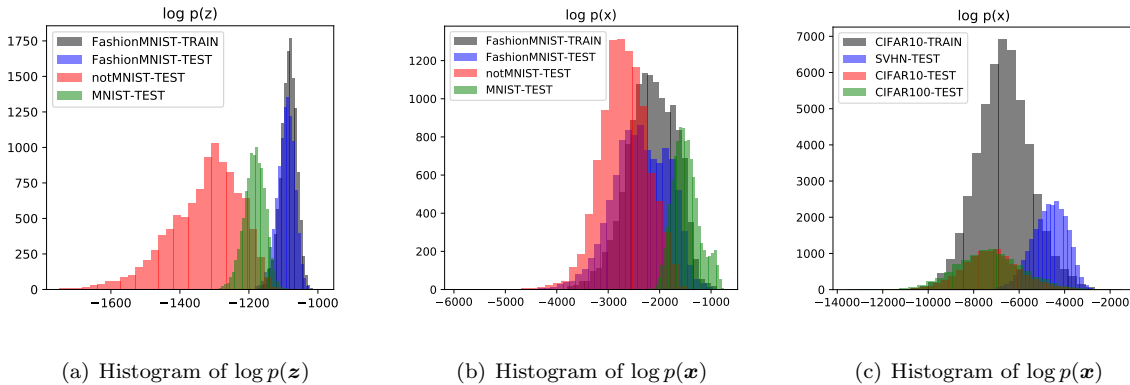 log p(z)
1750
1500
1250
1000
750
500
250
0
−1600
−1400
−1200
−1000
FashionMNIST-TRAIN
FashionMNIST-TEST
notMNIST-TEST
MNIST-TEST
log p(x)
1200
1000
800
600
400
200
0
−6000
−5000
−4000
−3000
−2000
−1000
FashionMNIST-TRAIN
FashionMNIST-TEST
notMNIST-TEST
MNIST-TEST
log p(x)
7000
6000
5000
4000
3000
2000
1000
0
−14000
−12000
−10000
−8000
−6000
−4000
−2000
CIFAR10-TRAIN
SVHN-TEST
CIFAR10-TEST
CIFAR100-TEST
(a) Histogram of log p(z)
(b) Histogram of log p(x)
(c) Histogram of log p(x)